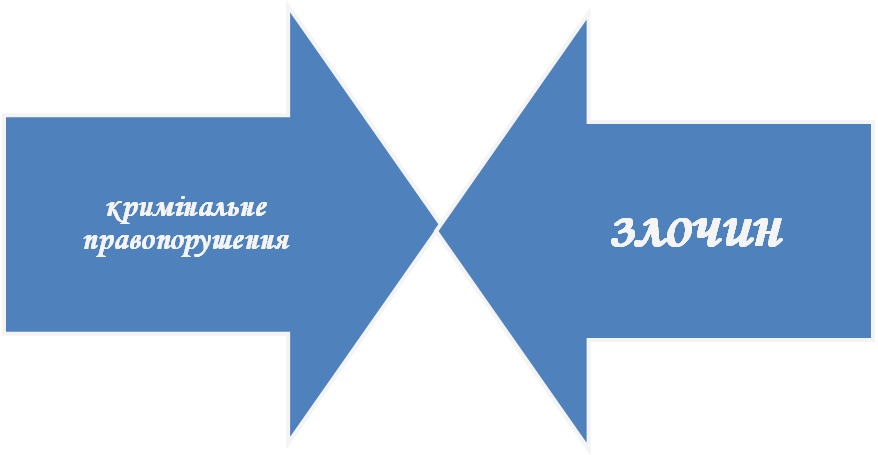 кримінальне
правопорушення
злочин